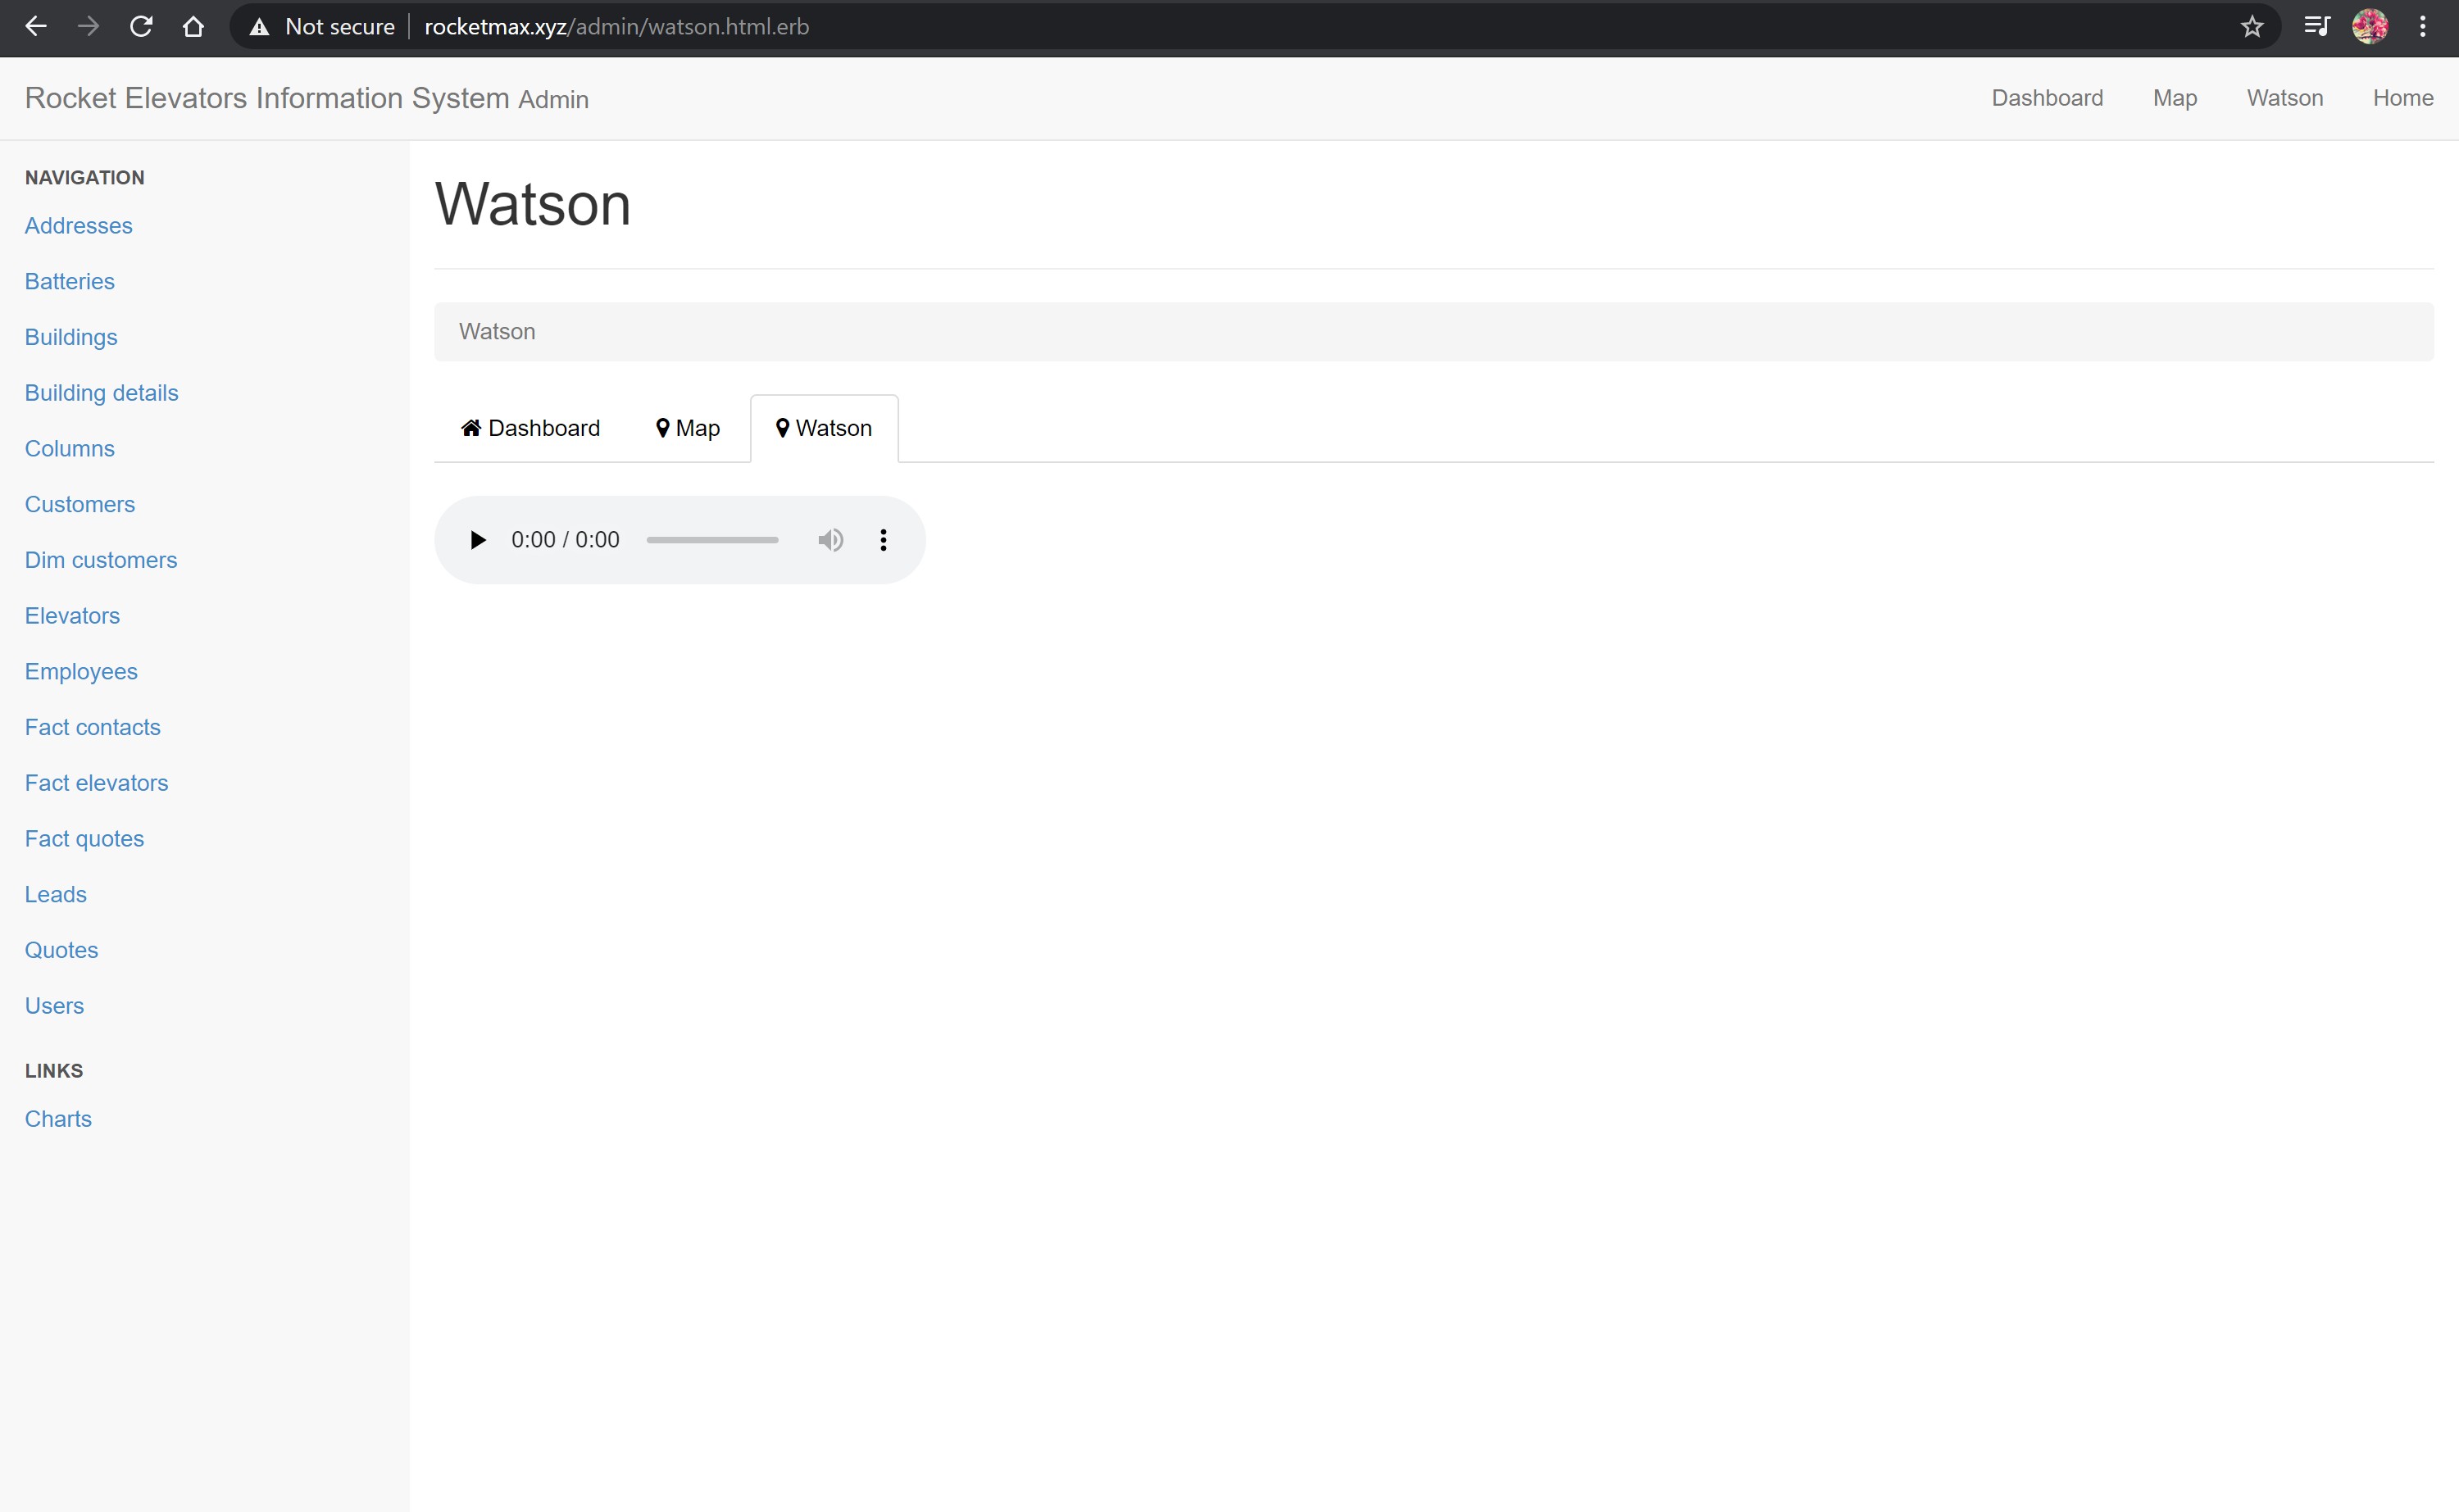 Not secure rocketmax.xyz/admin/watson.html.erb
Rocket Elevators Information System Admin
Dashboard Map Watson Home
NAVIGATION
Addresses
Batteries
Buildings
Building details
Columns
Customers
Dim customers
Elevators
Employees
Fact contacts
Fact elevators
Fact quotes
Leads
Quotes
Users
LINKS
Charts
Watson
Watson
Dashboard Map Watson
0:00 / 0:00